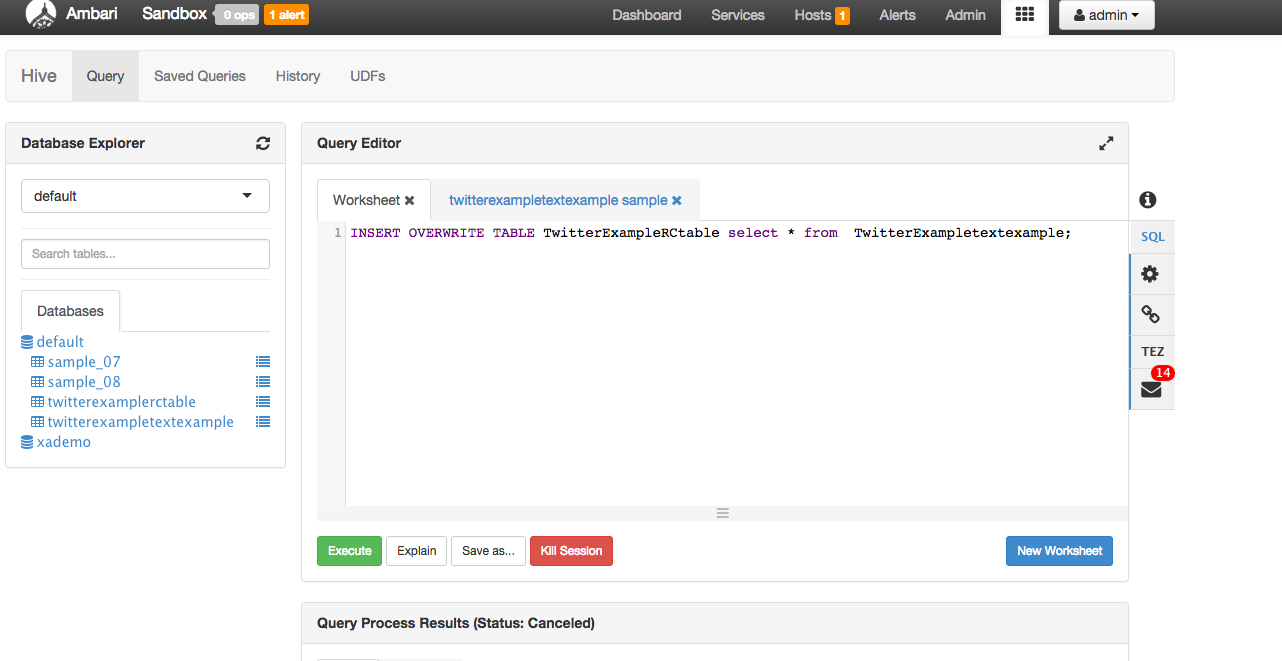 Ambari Sandbox 0 ops 1 alert Dashboard Services Hosts 1 Alerts Admin admin
Hive Query Saved Queries History UDFs
Database Explorer
default
Search tables...
Databases
default
sample_07
sample_08
twitterexamplerctable
twitterexampletextexample
xademo
Query Editor
Worksheet twitterexampletextexample sample
1 INSERT OVERWRITE TABLE TwitterExampleRCtable select * from  TwitterExampletextexample;
Execute Explain Save as... Kill Session New Worksheet
SQL
TEZ
14
Query Process Results (Status: Canceled)